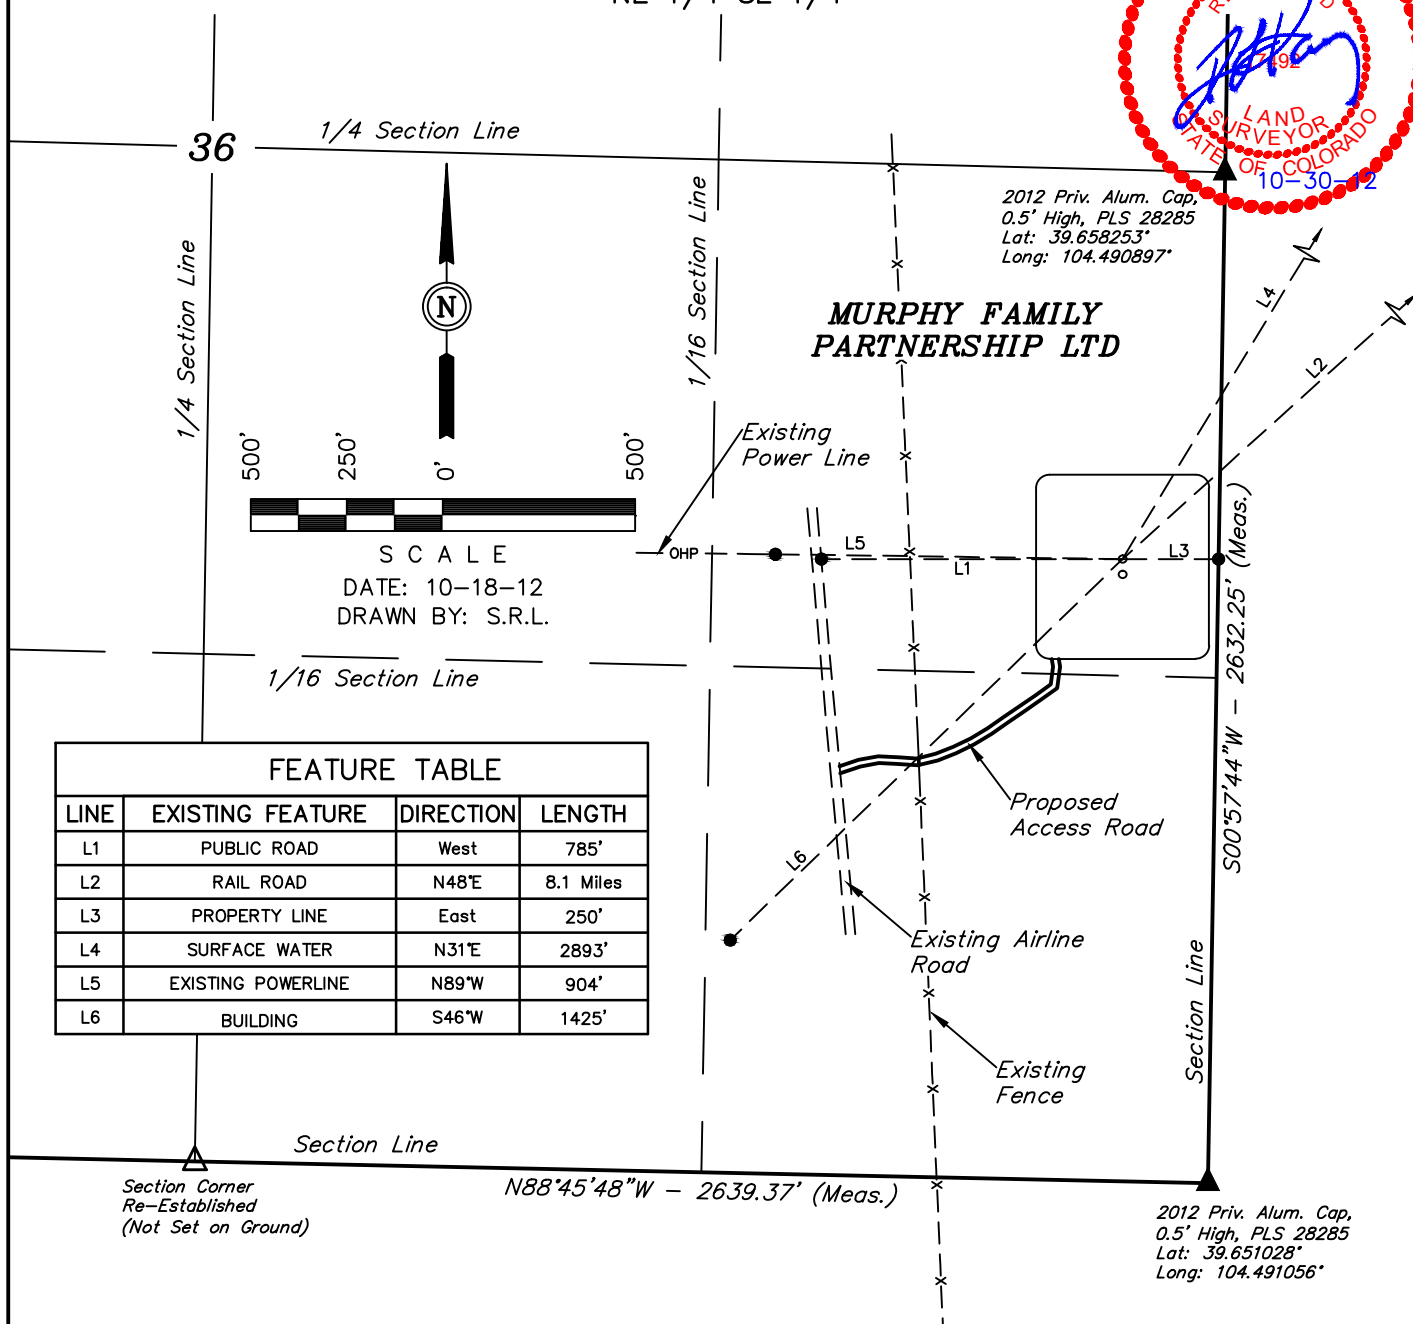 36
1/4 Section Line
1/4 Section Line
1/16 Section Line
LAND
SURVEYOR
STATE OF COLORADO
10-30-12
2012 Priv. Alum. Cap,
0.5' High, PLS 28285
Lat: 39.658253°
Long: 104.490897°
N
MURPHY FAMILY
PARTNERSHIP LTD
L4
L2
500'
250'
0'
500'
SCALE
DATE: 10-18-12
DRAWN BY: S.R.L.
Existing
Power Line
OHP
L5
L1
L3
S00°57'44"W - 2632.25' (Meas.)
1/16 Section Line
FEATURE TABLE
LINE EXISTING FEATURE DIRECTION LENGTH
L1 PUBLIC ROAD West 785'
L2 RAIL ROAD N48°E 8.1 Miles
L3 PROPERTY LINE East 250'
L4 SURFACE WATER N31°E 2893'
L5 EXISTING POWERLINE N89°W 904'
L6 BUILDING S46°W 1425'
Proposed
Access Road
L6
Existing Airline
Road
Existing
Fence
Section Line
Section Line
Section Corner
Re-Established
(Not Set on Ground)
N88°45'48"W - 2639.37' (Meas.)
2012 Priv. Alum. Cap,
0.5' High, PLS 28285
Lat: 39.651028°
Long: 104.491056°